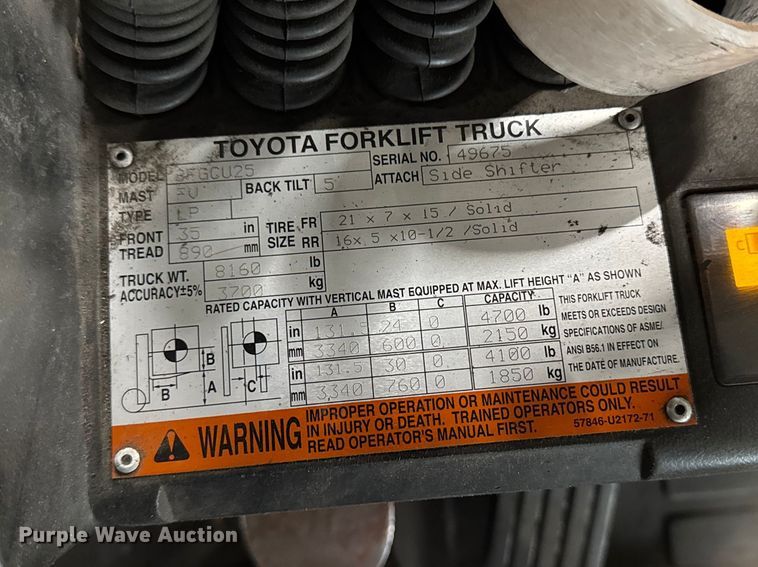 TOYOTA FORKLIFT TRUCK
MODEL 8FGCU25 SERIAL NO. 49675
MAST FV BACK TILT 5° ATTACH Side Shifter
TYPE LP
FRONT 35 in TIRE FR 21 x 7 x 15 / Solid
TREAD 890 mm SIZE RR 16x 5 x10-1/2 /Solid
TRUCK WT. 8160 lb
ACCURACY±5% 3700 kg
RATED CAPACITY WITH VERTICAL MAST EQUIPPED AT MAX. LIFT HEIGHT "A" AS SHOWN
A B C CAPACITY
in 131.5 24 0 4700 lb
mm 3340 600 0 2150 kg
in 131.5 30 0 4100 lb
mm 3340 760 0 1850 kg
THIS FORKLIFT TRUCK
MEETS OR EXCEEDS DESIGN
SPECIFICATIONS OF ASME/
ANSI B56.1 IN EFFECT ON
THE DATE OF MANUFACTURE.
B
B A C
WARNING
IMPROPER OPERATION OR MAINTENANCE COULD RESULT
IN INJURY OR DEATH. TRAINED OPERATORS ONLY.
READ OPERATOR'S MANUAL FIRST.
57846-U2172-71
Purple Wave Auction